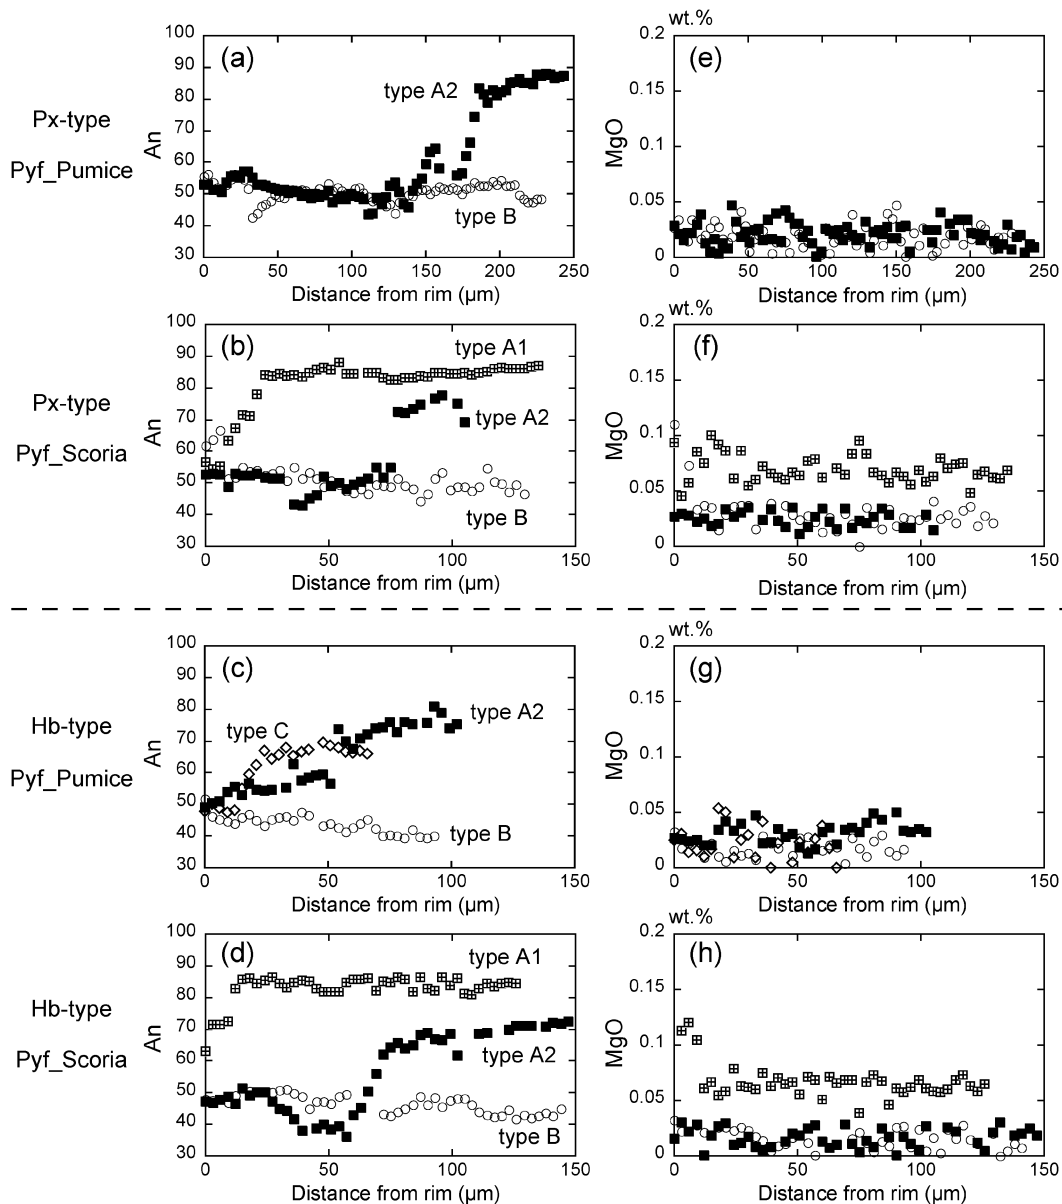 wt.%
100
90
80
70
60
50
40
30
An
(a)
type A2
type B
0
50
100
150
200
250
Distance from rim (µm)
Px-type
Pyf_Pumice
0.2
0.15
0.1
0.05
0
MgO
(e)
0
50
100
150
200
250
Distance from rim (µm)
wt.%
100
90
80
70
60
50
40
30
An
(b)
type A1
type A2
type B
0
50
100
150
Distance from rim (µm)
Px-type
Pyf_Scoria
0.2
0.15
0.1
0.05
0
MgO
(f)
0
50
100
150
Distance from rim (µm)
wt.%
100
90
80
70
60
50
40
30
An
(c)
type C
type A2
type B
0
50
100
150
Distance from rim (µm)
Hb-type
Pyf_Pumice
0.2
0.15
0.1
0.05
0
MgO
(g)
0
50
100
150
Distance from rim (µm)
wt.%
100
90
80
70
60
50
40
30
An
(d)
type A1
type A2
type B
0
50
100
150
Distance from rim (µm)
Hb-type
Pyf_Scoria
0.2
0.15
0.1
0.05
0
MgO
(h)
0
50
100
150
Distance from rim (µm)